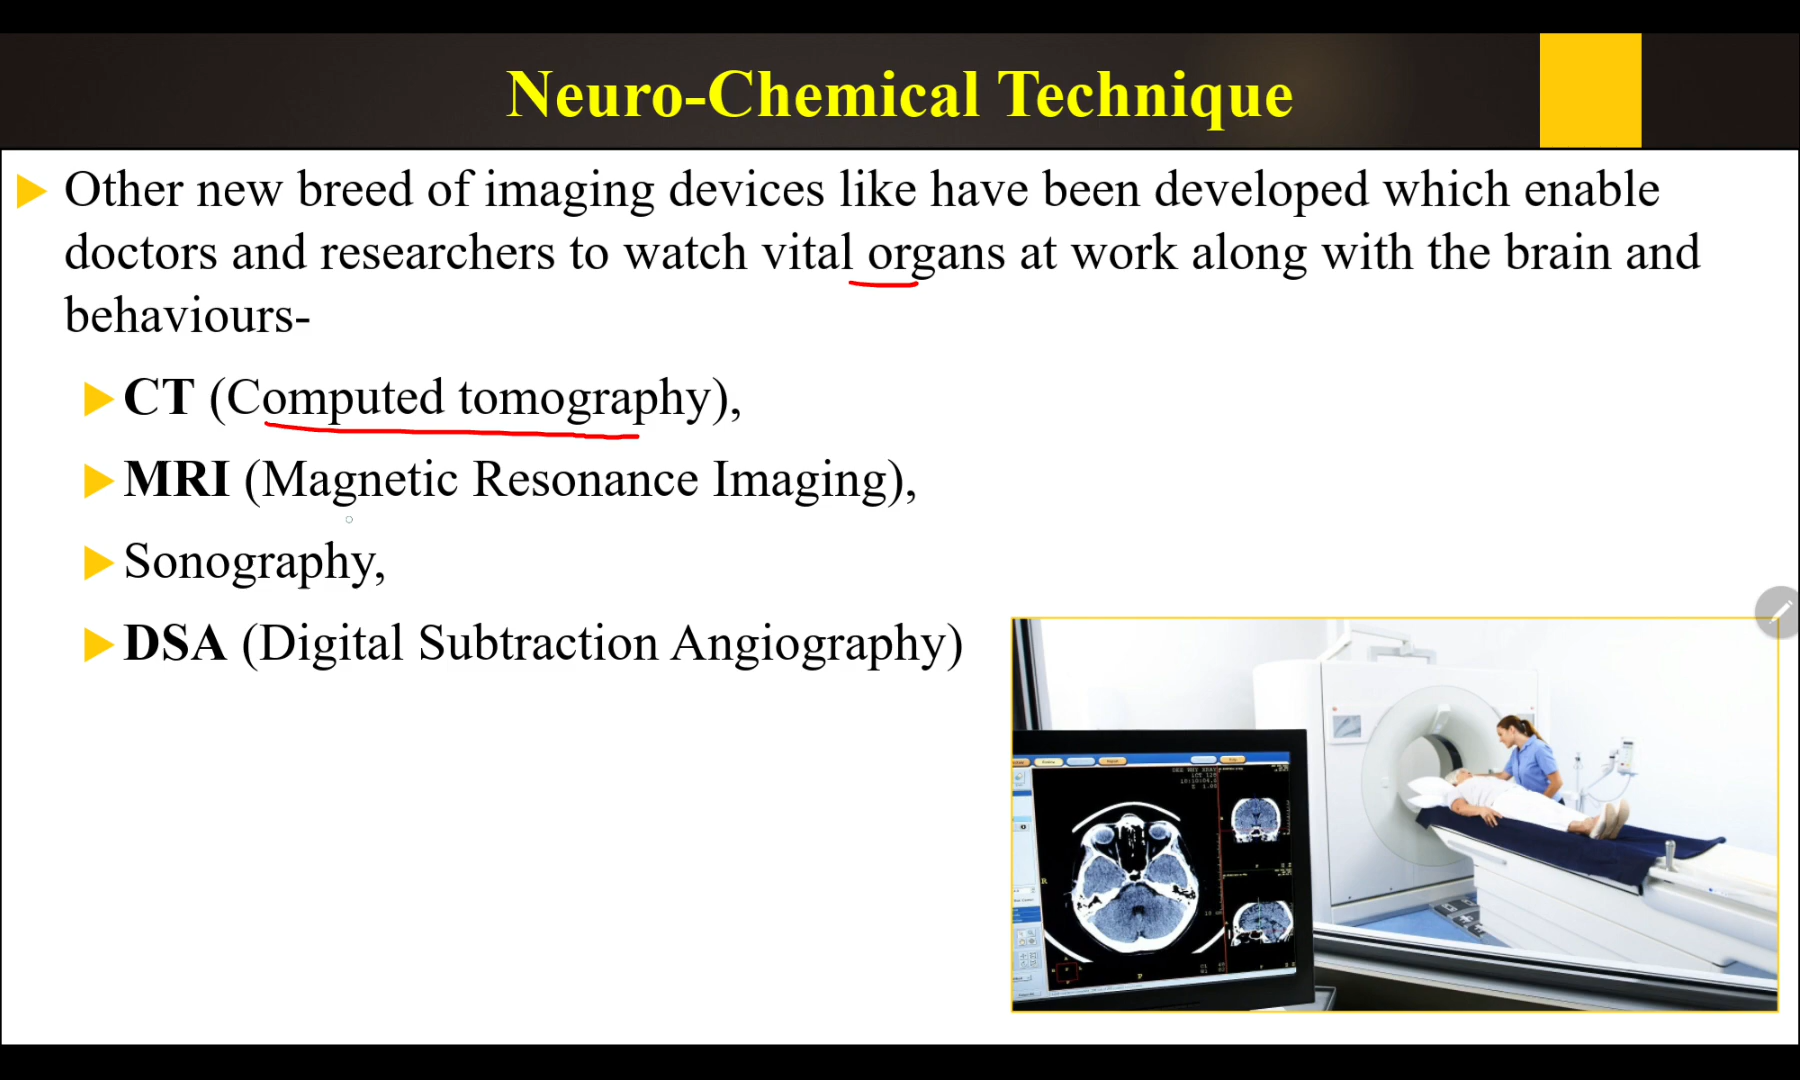 Neuro-Chemical Technique
Other new breed of imaging devices like have been developed which enable
doctors and researchers to watch vital organs at work along with the brain and
behaviours-
CT (Computed tomography),
MRI (Magnetic Resonance Imaging),
Sonography,
DSA (Digital Subtraction Angiography)